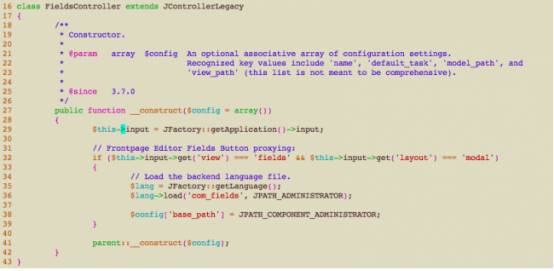 16 class FieldsController extends JControllerLegacy
17 {
18 /**
19 * Constructor.
20 *
21 * @param array $config An optional associative array of configuration settings.
22 * Recognized key values include 'name', 'default_task', 'model_path', and
23 * 'view_path' (this list is not meant to be comprehensive).
24 *
25 * @since 3.7.0
26 */
27 public function __construct($config = array())
28 {
29 $this->input = JFactory::getApplication()->input;
30
31 // Frontpage Editor Fields Button proxying:
32 if ($this->input->get('view') === 'fields' && $this->input->get('layout') === 'modal')
33 {
34 // Load the backend language file.
35 $lang = JFactory::getLanguage();
36 $lang->load('com_fields', JPATH_ADMINISTRATOR);
37
38 $config['base_path'] = JPATH_COMPONENT_ADMINISTRATOR;
39 }
40
41 parent::__construct($config);
42 }
43 }